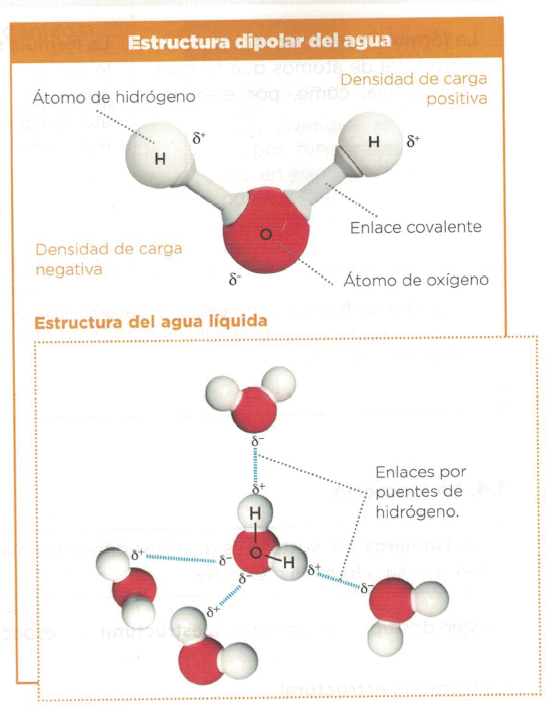 Estructura dipolar del agua
Densidad de carga
positiva
Átomo de hidrógeno
δ+
H
H
δ+
Enlace covalente
O
Densidad de carga
negativa
δ=
Átomo de oxígeno
Estructura del agua líquida
δ−
Enlaces por
puentes de
hidrógeno.
δ+
H
O
H
δ+
δ−
δ−
δ+
δ−
δ+